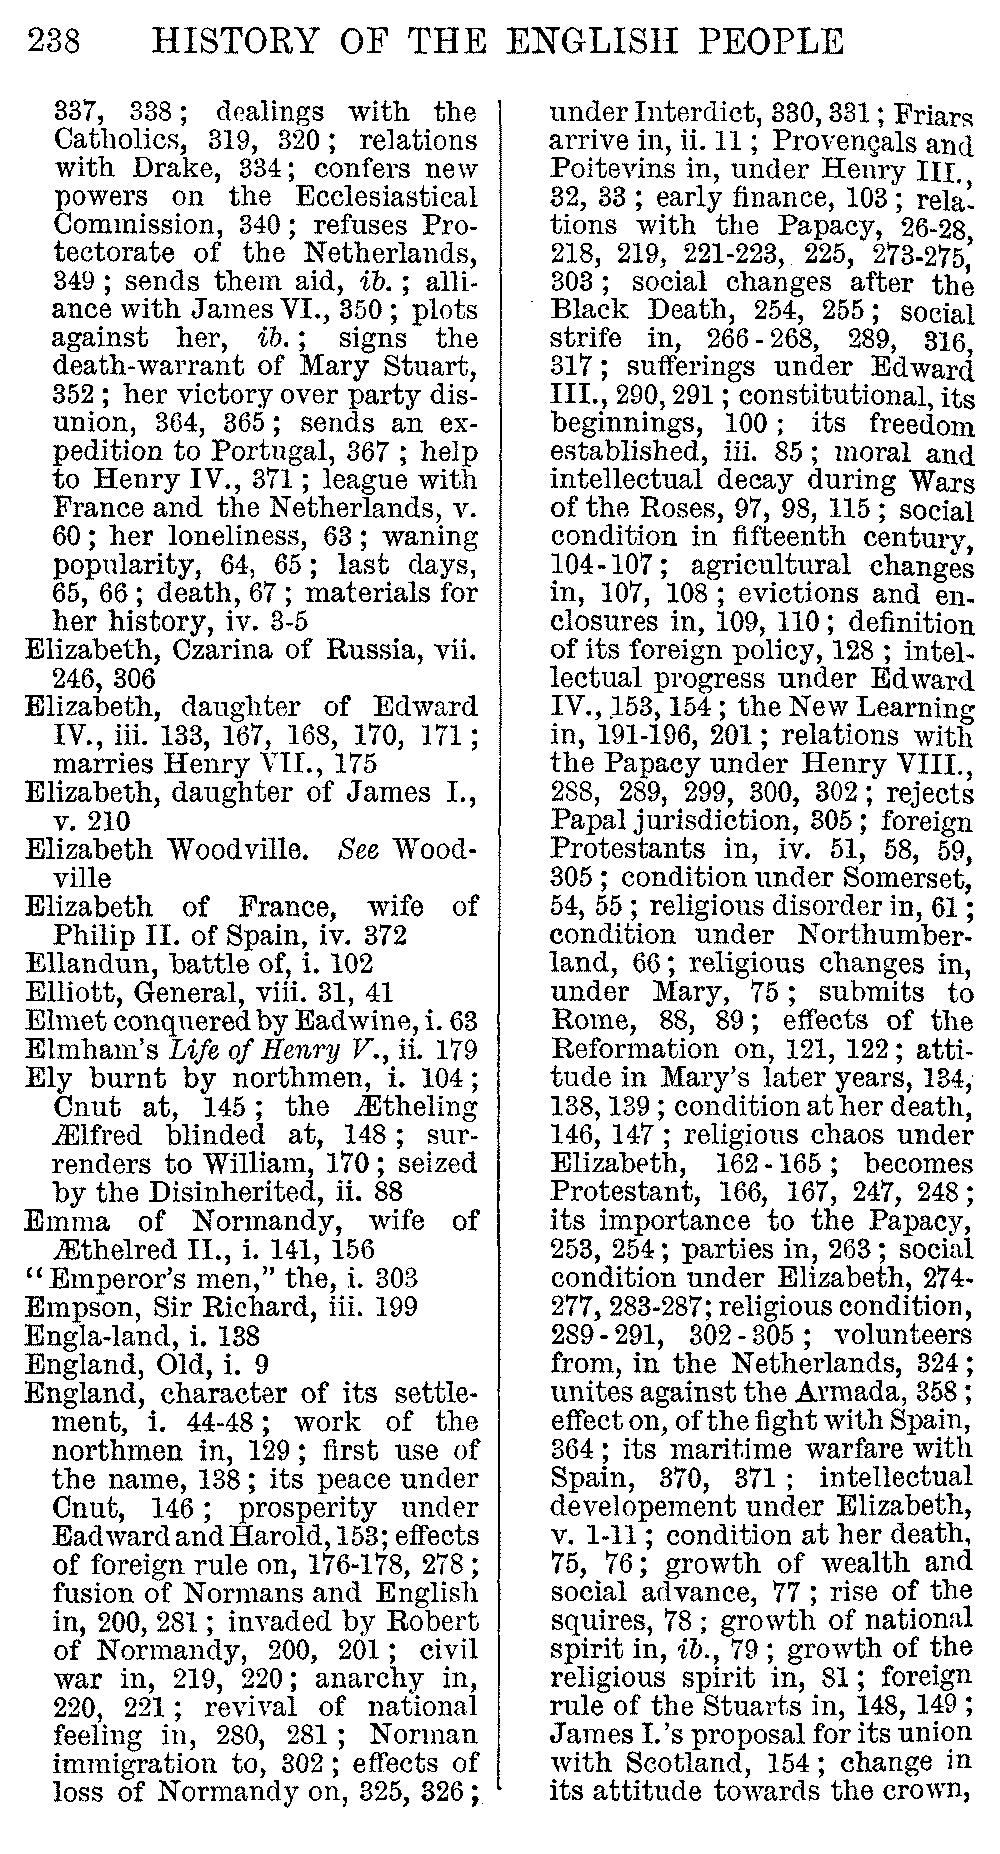 238 HISTORY OF THE ENGLISH PEOPLE
337, 338 ; dealings with the
Catholics, 319, 320 ; relations
with Drake, 334 ; confers new
powers on the Ecclesiastical
Commission, 340 ; refuses Pro-
tectorate of the Netherlands,
349 ; sends them aid, ib. ; alli-
ance with James VI., 350 ; plots
against her, ib. ; signs the
death-warrant of Mary Stuart,
352 ; her victory over party dis-
union, 364, 365 ; sends an ex-
pedition to Portugal, 367 ; help
to Henry IV., 371 ; league with
France and the Netherlands, v.
60 ; her loneliness, 63 ; waning
popularity, 64, 65 ; last days,
65, 66 ; death, 67 ; materials for
her history, iv. 3-5
Elizabeth, Czarina of Russia, vii.
246, 306
Elizabeth, daughter of Edward
IV., iii. 133, 167, 168, 170, 171 ;
marries Henry VII., 175
Elizabeth, daughter of James I.,
v. 210
Elizabeth Woodville. See Wood-
ville
Elizabeth of France, wife of
Philip II. of Spain, iv. 372
Ellandun, battle of, i. 102
Elliott, General, viii. 31, 41
Elmet conquered by Eadwine, i. 63
Elmham's Life of Henry V., ii. 179
Ely burnt by northmen, i. 104 ;
Cnut at, 145 ; the Ætheling
Ælfred blinded at, 148 ; sur-
renders to William, 170 ; seized
by the Disinherited, ii. 88
Emma of Normandy, wife of
Æthelred II., i. 141, 156
"Emperor's men," the, i. 303
Empson, Sir Richard, iii. 199
Engla-land, i. 138
England, Old, i. 9
England, character of its settle-
ment, i. 44-48 ; work of the
northmen in, 129 ; first use of
the name, 138 ; its peace under
Cnut, 146 ; prosperity under
Eadward and Harold, 153; effects
of foreign rule on, 176-178, 278 ;
fusion of Normans and English
in, 200, 281 ; invaded by Robert
of Normandy, 200, 201 ; civil
war in, 219, 220 ; anarchy in,
220, 221 ; revival of national
feeling in, 280, 281 ; Norman
immigration to, 302 ; effects of
loss of Normandy on, 325, 326 ;
under Interdict, 330, 331 ; Friars
arrive in, ii. 11 ; Provençals and
Poitevins in, under Henry III.,
32, 33 ; early finance, 103 ; rela-
tions with the Papacy, 26-28,
218, 219, 221-223, 225, 273-275,
303 ; social changes after the
Black Death, 254, 255 ; social
strife in, 266-268, 289, 316,
317 ; sufferings under Edward
III., 290, 291 ; constitutional, its
beginnings, 100 ; its freedom
established, iii. 85 ; moral and
intellectual decay during Wars
of the Roses, 97, 98, 115 ; social
condition in fifteenth century,
104-107 ; agricultural changes
in, 107, 108 ; evictions and en-
closures in, 109, 110 ; definition
of its foreign policy, 128 ; intel-
lectual progress under Edward
IV., 153, 154 ; the New Learning
in, 191-196, 201 ; relations with
the Papacy under Henry VIII.,
288, 289, 299, 300, 302 ; rejects
Papal jurisdiction, 305 ; foreign
Protestants in, iv. 51, 58, 59,
305 ; condition under Somerset,
54, 55 ; religious disorder in, 61 ;
condition under Northumber-
land, 66 ; religious changes in,
under Mary, 75 ; submits to
Rome, 88, 89 ; effects of the
Reformation on, 121, 122 ; atti-
tude in Mary's later years, 134,
138, 139 ; condition at her death,
146, 147 ; religious chaos under
Elizabeth, 162-165 ; becomes
Protestant, 166, 167, 247, 248 ;
its importance to the Papacy,
253, 254 ; parties in, 263 ; social
condition under Elizabeth, 274-
277, 283-287; religious condition,
289-291, 302-305 ; volunteers
from, in the Netherlands, 324 ;
unites against the Armada, 358 ;
effect on, of the fight with Spain,
364 ; its maritime warfare with
Spain, 370, 371 ; intellectual
developement under Elizabeth,
v. 1-11 ; condition at her death,
75, 76 ; growth of wealth and
social advance, 77 ; rise of the
squires, 78 ; growth of national
spirit in, ib., 79 ; growth of the
religious spirit in, 81 ; foreign
rule of the Stuarts in, 148, 149 ;
James I.'s proposal for its union
with Scotland, 154 ; change in
its attitude towards the crown,